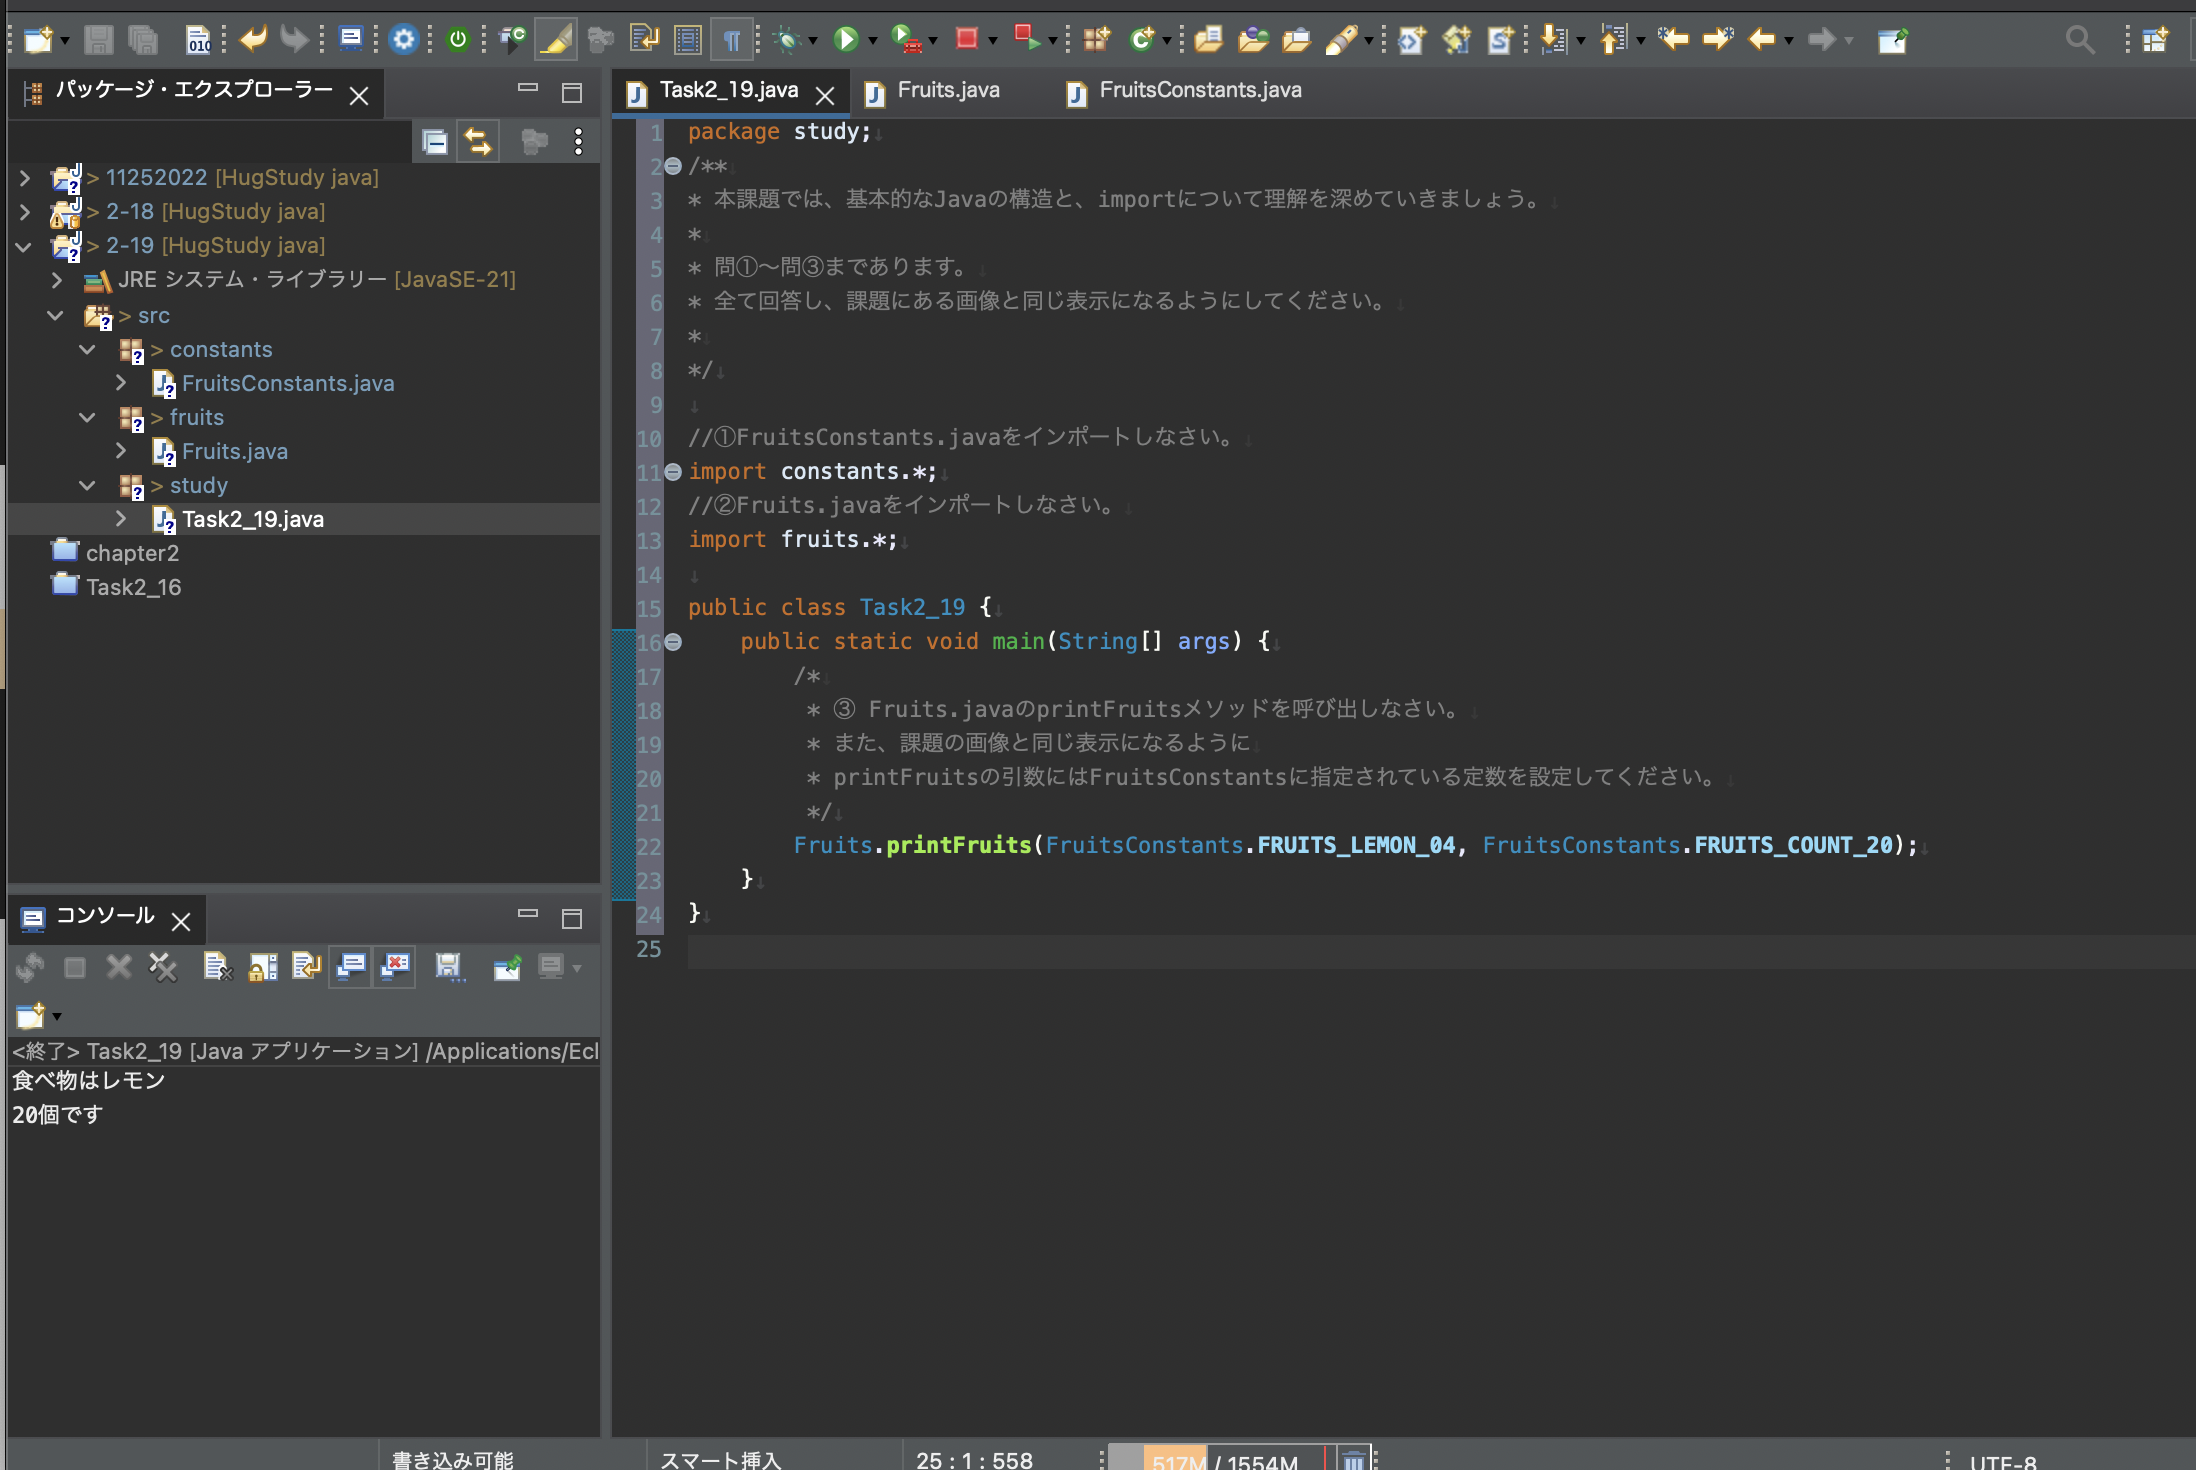 パッケージ・エクスプローラー
> 11252022 [HugStudy java]
> 2-18 [HugStudy java]
> 2-19 [HugStudy java]
JRE システム・ライブラリー [JavaSE-21]
> src
> constants
FruitsConstants.java
> fruits
Fruits.java
> study
Task2_19.java
chapter2
Task2_16
コンソール
<終了> Task2_19 [Java アプリケーション] /Applications/Ecl
食べ物はレモン
20個です
Task2_19.java Fruits.java FruitsConstants.java
1 package study;↓
2 /**↓
3 * 本課題では、基本的なJavaの構造と、importについて理解を深めていきましょう。↓
4 *↓
5 * 問①〜問③まであります。↓
6 * 全て回答し、課題にある画像と同じ表示になるようにしてください。↓
7 *↓
8 */↓
9 ↓
10 //①FruitsConstants.javaをインポートしなさい。↓
11 import constants.*;↓
12 //②Fruits.javaをインポートしなさい。↓
13 import fruits.*;↓
14 ↓
15 public class Task2_19 {↓
16 public static void main(String[] args) {↓
17 /*↓
18 * ③ Fruits.javaのprintFruitsメソッドを呼び出しなさい。↓
19 * また、課題の画像と同じ表示になるように↓
20 * printFruitsの引数にはFruitsConstantsに指定されている定数を設定してください。↓
21 */↓
22 Fruits.printFruits(FruitsConstants.FRUITS_LEMON_04, FruitsConstants.FRUITS_COUNT_20);↓
23 }↓
24 }↓
25
書き込み可能 スマート挿入 25 : 1 : 558 517M / 1554M UTF-8